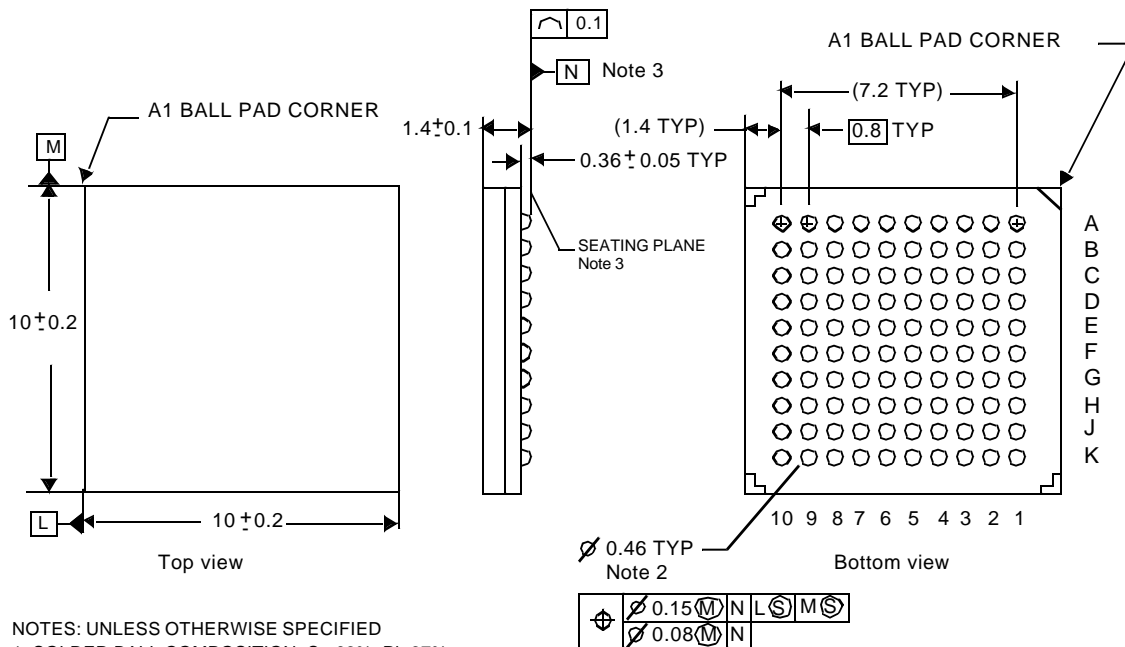 0.1
N Note 3
A1 BALL PAD CORNER
(7.2 TYP)
A1 BALL PAD CORNER
1.4±0.1
(1.4 TYP)
0.8 TYP
M
0.36 ± 0.05 TYP
A
SEATING PLANE
Note 3
B
C
D
10±0.2
E
F
G
H
J
K
L
10±0.2
10 9 8 7 6 5 4 3 2 1
Top view
Ø 0.46 TYP
Note 2
Bottom view
Ø 0.15 Ⓜ N L Ⓢ M Ⓢ
Ø 0.08 Ⓜ N
NOTES: UNLESS OTHERWISE SPECIFIED